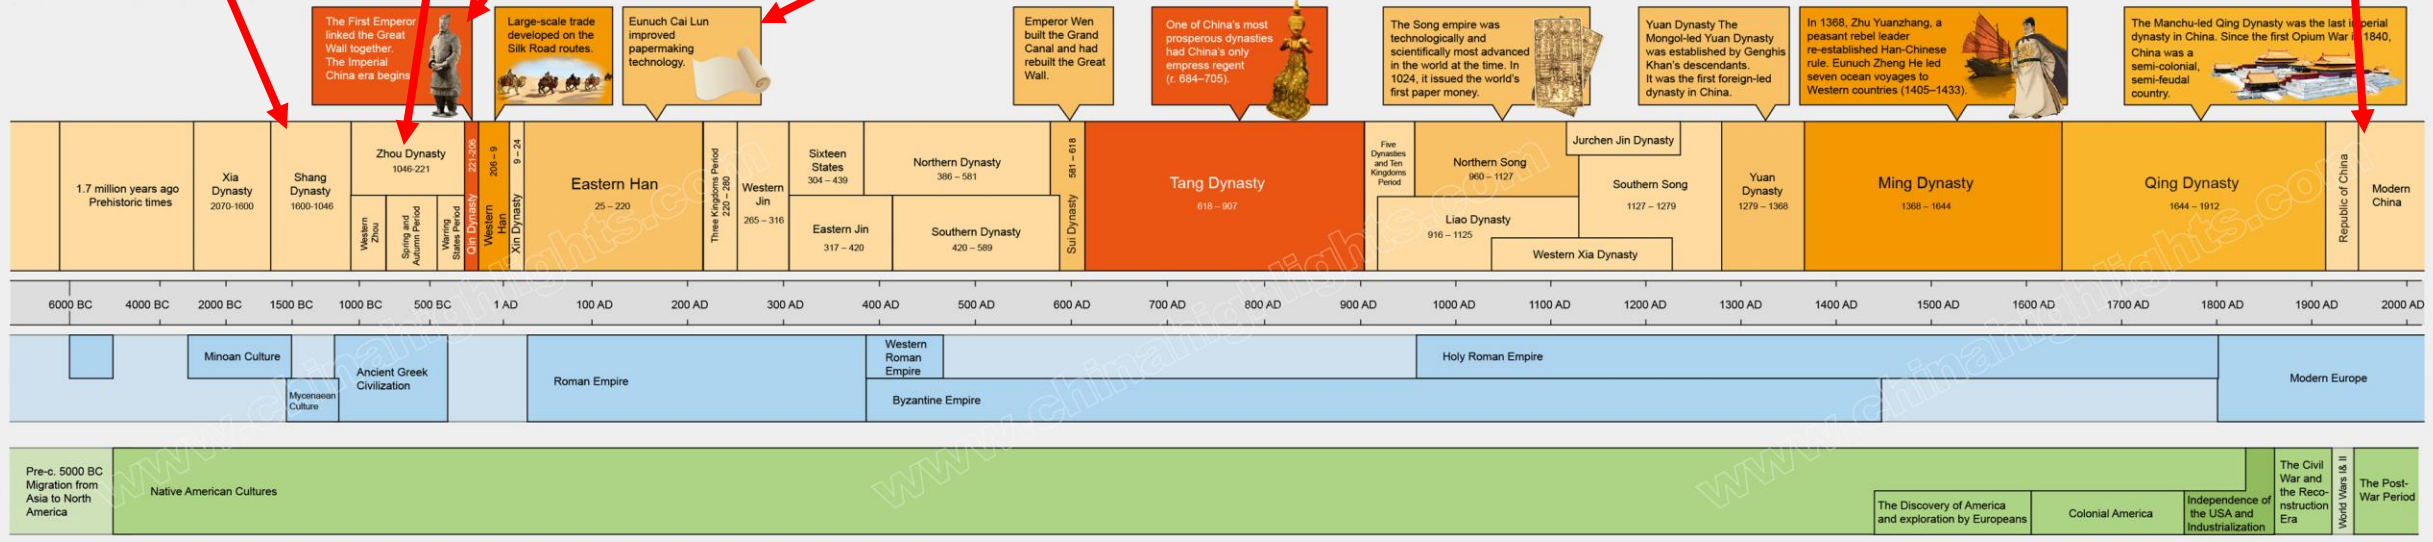 The First Emperor
linked the Great
Wall together.
The Imperial
China era begins
Large-scale trade
developed on the
Silk Road routes.
Eunuch Cai Lun
improved
papermaking
technology.
Emperor Wen
built the Grand
Canal and had
rebuilt the Great
Wall.
One of China's most
prosperous dynasties
had China's only
empress regent
(r. 684–705).
The Song empire was
technologically and
scientifically most advanced
in the world at the time. In
1024, it issued the world's
first paper money.
Yuan Dynasty The
Mongol-led Yuan Dynasty
was established by Genghis
Khan's descendants.
It was the first foreign-led
dynasty in China.
In 1368, Zhu Yuanzhang, a
peasant rebel leader
re-established Han-Chinese
rule. Eunuch Zheng He led
seven ocean voyages to
Western countries (1405–1433).
The Manchu-led Qing Dynasty was the last imperial
dynasty in China. Since the first Opium War in 1840,
China was a
semi-colonial,
semi-feudal
country.
1.7 million years ago
Prehistoric times
Xia
Dynasty
2070-1600
Shang
Dynasty
1600-1046
Zhou Dynasty
1046-221
Western
Zhou
Spring and
Autumn Period
Warring
States Period
Qin Dynasty 221-206
Western
Han
206 – 9
Xin Dynasty 9 – 24
Eastern Han
25 – 220
Three Kingdoms Period
220 – 280
Western
Jin
265 – 316
Sixteen
States
304 – 439
Eastern Jin
317 – 420
Northern Dynasty
386 – 581
Southern Dynasty
420 – 589
Sui Dynasty 581 – 618
Tang Dynasty
618 – 907
Five
Dynasties
and Ten
Kingdoms
Period
Northern Song
960 – 1127
Liao Dynasty
916 – 1125
Jurchen Jin Dynasty
Southern Song
1127 – 1279
Western Xia Dynasty
Yuan
Dynasty
1279 – 1368
Ming Dynasty
1368 – 1644
Qing Dynasty
1644 – 1912
Republic of China
Modern
China
6000 BC 4000 BC 2000 BC 1500 BC 1000 BC 500 BC 1 AD 100 AD 200 AD 300 AD 400 AD 500 AD 600 AD 700 AD 800 AD 900 AD 1000 AD 1100 AD 1200 AD 1300 AD 1400 AD 1500 AD 1600 AD 1700 AD 1800 AD 1900 AD 2000 AD
Minoan Culture
Mycenaean
Culture
Ancient Greek
Civilization
Roman Empire
Western
Roman
Empire
Byzantine Empire
Holy Roman Empire
Modern Europe
Pre-c. 5000 BC
Migration from
Asia to North
America
Native American Cultures
The Discovery of America
and exploration by Europeans
Colonial America
Independence of
the USA and
Industrialization
The Civil
War and
the Reco-
nstruction
Era
World Wars I& II
The Post-
War Period
www.chinahighlights.com
www.chinahighlights.com
www.chinahighlights.com